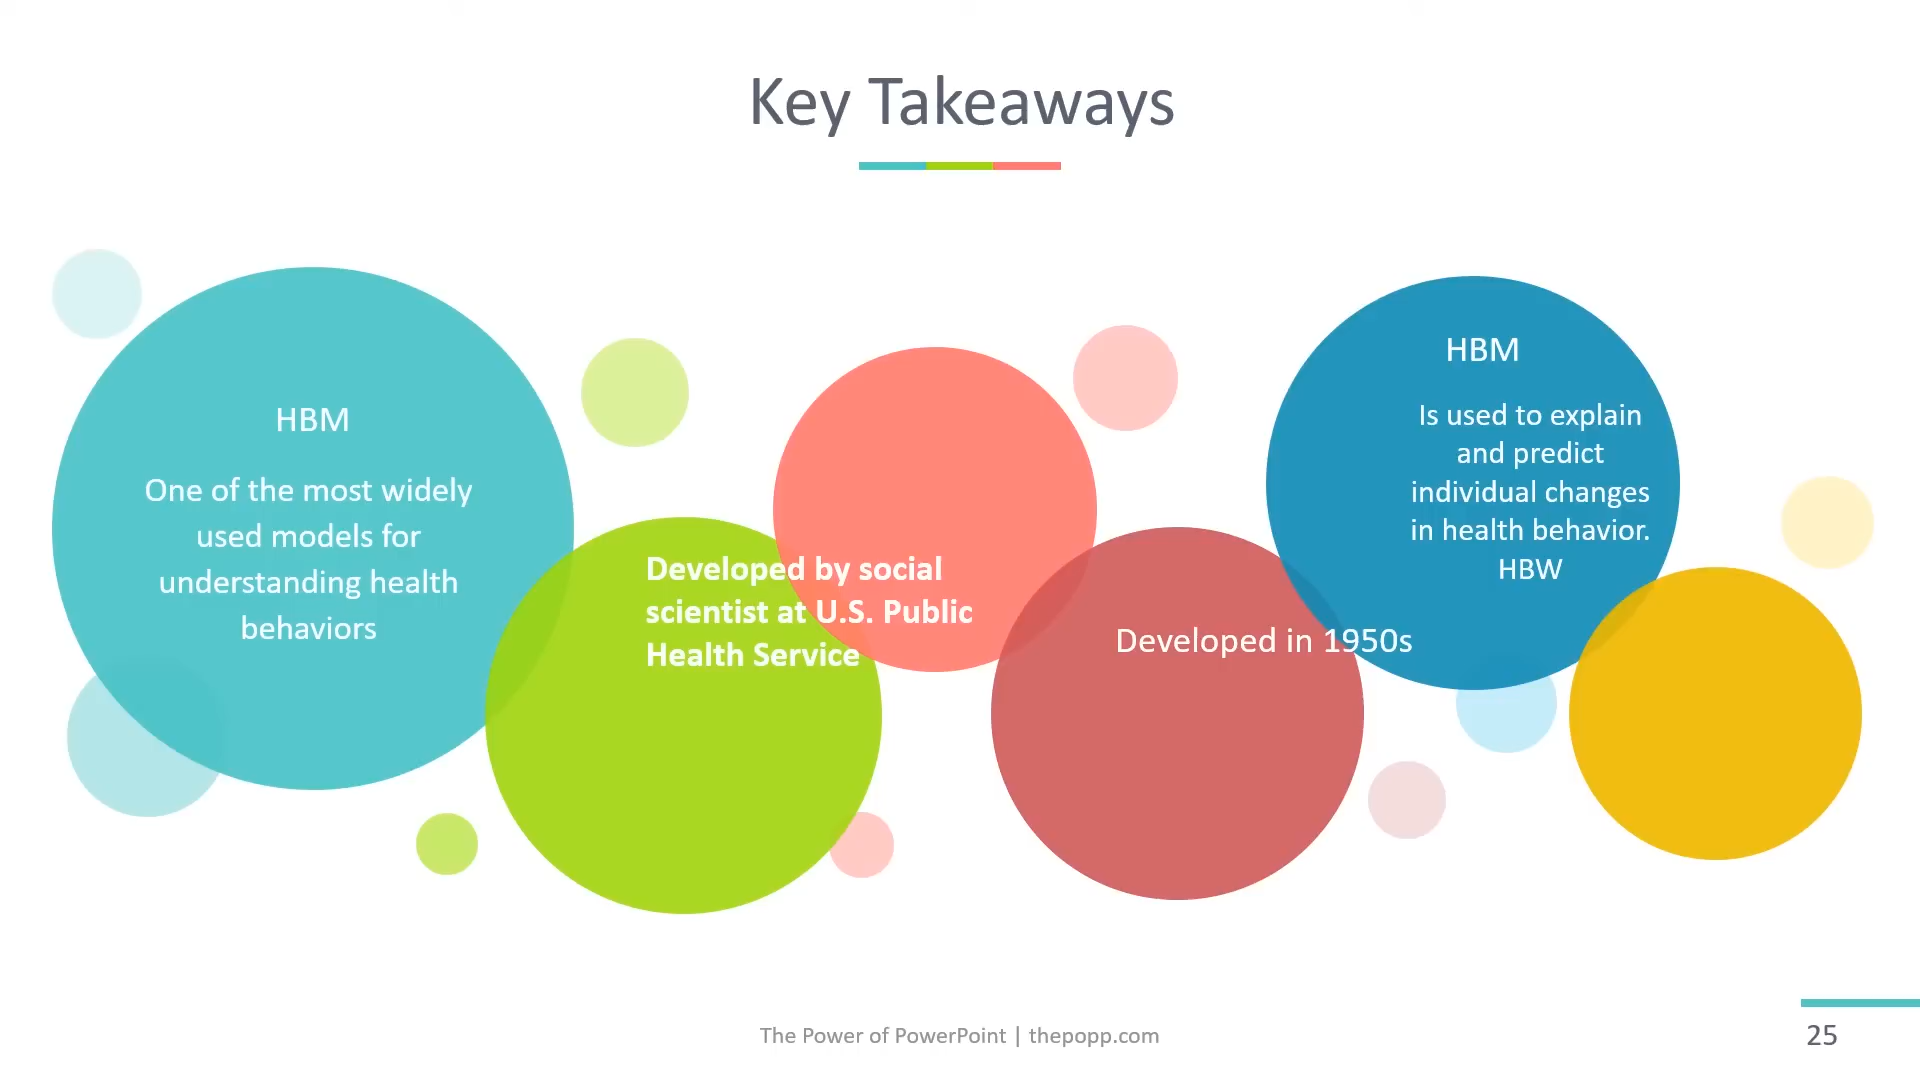 Key Takeaways
HBM
One of the most widely
used models for
understanding health
behaviors
Developed by social
scientist at U.S. Public
Health Service
Developed in 1950s
HBM
Is used to explain
and predict
individual changes
in health behavior.
HBW
The Power of PowerPoint | thepopp.com
25